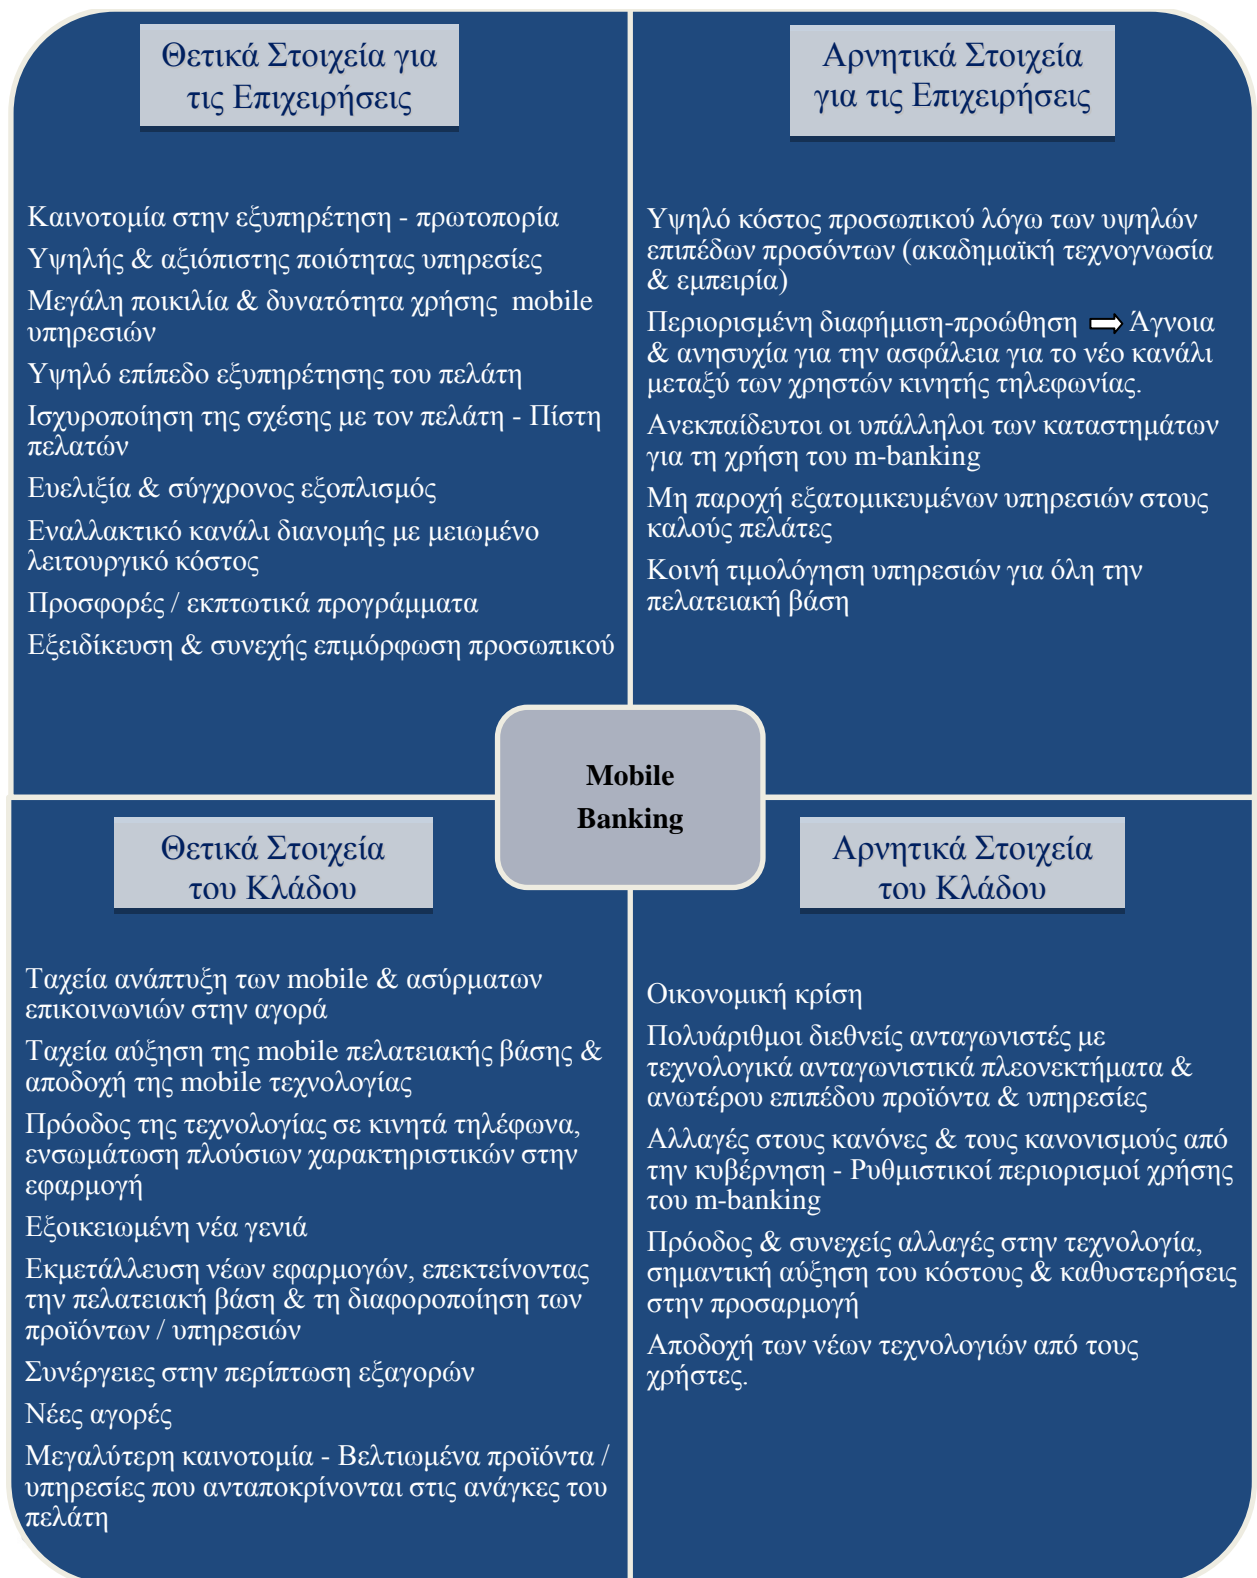 Θετικά Στοιχεία για
τις Επιχειρήσεις
Καινοτομία στην εξυπηρέτηση - πρωτοπορία
Υψηλής & αξιόπιστης ποιότητας υπηρεσίες
Μεγάλη ποικιλία & δυνατότητα χρήσης mobile
υπηρεσιών
Υψηλό επίπεδο εξυπηρέτησης του πελάτη
Ισχυροποίηση της σχέσης με τον πελάτη - Πίστη
πελατών
Ευελιξία & σύγχρονος εξοπλισμός
Εναλλακτικό κανάλι διανομής με μειωμένο
λειτουργικό κόστος
Προσφορές / εκπτωτικά προγράμματα
Εξειδίκευση & συνεχής επιμόρφωση προσωπικού
Αρνητικά Στοιχεία
για τις Επιχειρήσεις
Υψηλό κόστος προσωπικού λόγω των υψηλών
επιπέδων προσόντων (ακαδημαϊκή τεχνογνωσία
& εμπειρία)
Περιορισμένη διαφήμιση-προώθηση ⇨ Άγνοια
& ανησυχία για την ασφάλεια για το νέο κανάλι
μεταξύ των χρηστών κινητής τηλεφωνίας.
Ανεκπαίδευτοι οι υπάλληλοι των καταστημάτων
για τη χρήση του m-banking
Μη παροχή εξατομικευμένων υπηρεσιών στους
καλούς πελάτες
Κοινή τιμολόγηση υπηρεσιών για όλη την
πελατειακή βάση
Mobile
Banking
Θετικά Στοιχεία
του Κλάδου
Ταχεία ανάπτυξη των mobile & ασύρματων
επικοινωνιών στην αγορά
Ταχεία αύξηση της mobile πελατειακής βάσης &
αποδοχή της mobile τεχνολογίας
Πρόοδος της τεχνολογίας σε κινητά τηλέφωνα,
ενσωμάτωση πλούσιων χαρακτηριστικών στην
εφαρμογή
Εξοικειωμένη νέα γενιά
Εκμετάλλευση νέων εφαρμογών, επεκτείνοντας
την πελατειακή βάση & τη διαφοροποίηση των
προϊόντων / υπηρεσιών
Συνέργειες στην περίπτωση εξαγορών
Νέες αγορές
Μεγαλύτερη καινοτομία - Βελτιωμένα προϊόντα /
υπηρεσίες που ανταποκρίνονται στις ανάγκες του
πελάτη
Αρνητικά Στοιχεία
του Κλάδου
Οικονομική κρίση
Πολυάριθμοι διεθνείς ανταγωνιστές με
τεχνολογικά ανταγωνιστικά πλεονεκτήματα &
ανωτέρου επιπέδου προϊόντα & υπηρεσίες
Αλλαγές στους κανόνες & τους κανονισμούς από
την κυβέρνηση - Ρυθμιστικοί περιορισμοί χρήσης
του m-banking
Πρόοδος & συνεχείς αλλαγές στην τεχνολογία,
σημαντική αύξηση του κόστους & καθυστερήσεις
στην προσαρμογή
Αποδοχή των νέων τεχνολογιών από τους
χρήστες.